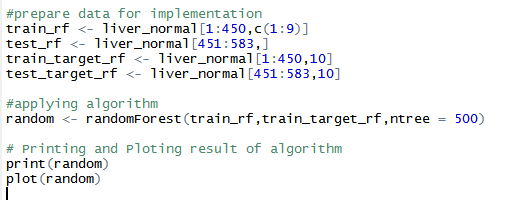 #prepare data for implementation
train_rf <- liver_normal[1:450,c(1:9)]
test_rf <- liver_normal[451:583,]
train_target_rf <- liver_normal[1:450,10]
test_target_rf <- liver_normal[451:583,10]
#applying algorithm
random <- randomForest(train_rf,train_target_rf,ntree = 500)
# Printing and Ploting result of algorithm
print(random)
plot(random)